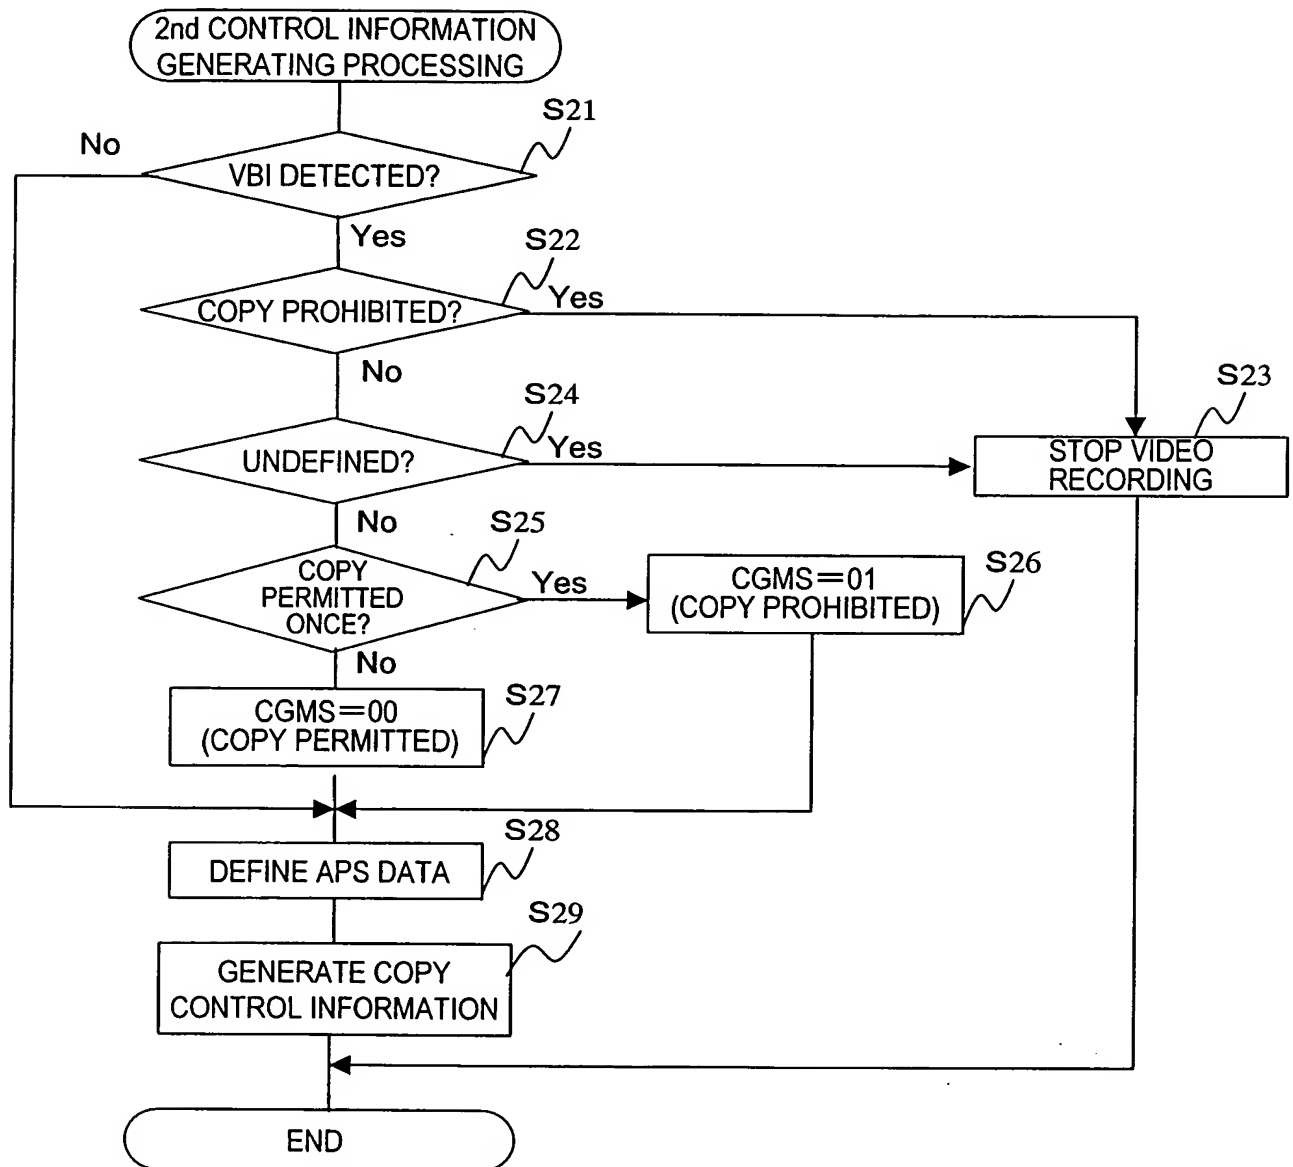 2nd CONTROL INFORMATION
GENERATING PROCESSING
S21
No
VBI DETECTED?
Yes
S22
COPY PROHIBITED?
Yes
No
S23
S24
STOP VIDEO
RECORDING
UNDEFINED?
Yes
No
S25
COPY
PERMITTED
ONCE?
Yes
CGMS=01
(COPY PROHIBITED)
S26
No
CGMS=00
(COPY PERMITTED)
S27
S28
DEFINE APS DATA
S29
GENERATE COPY
CONTROL INFORMATION
END